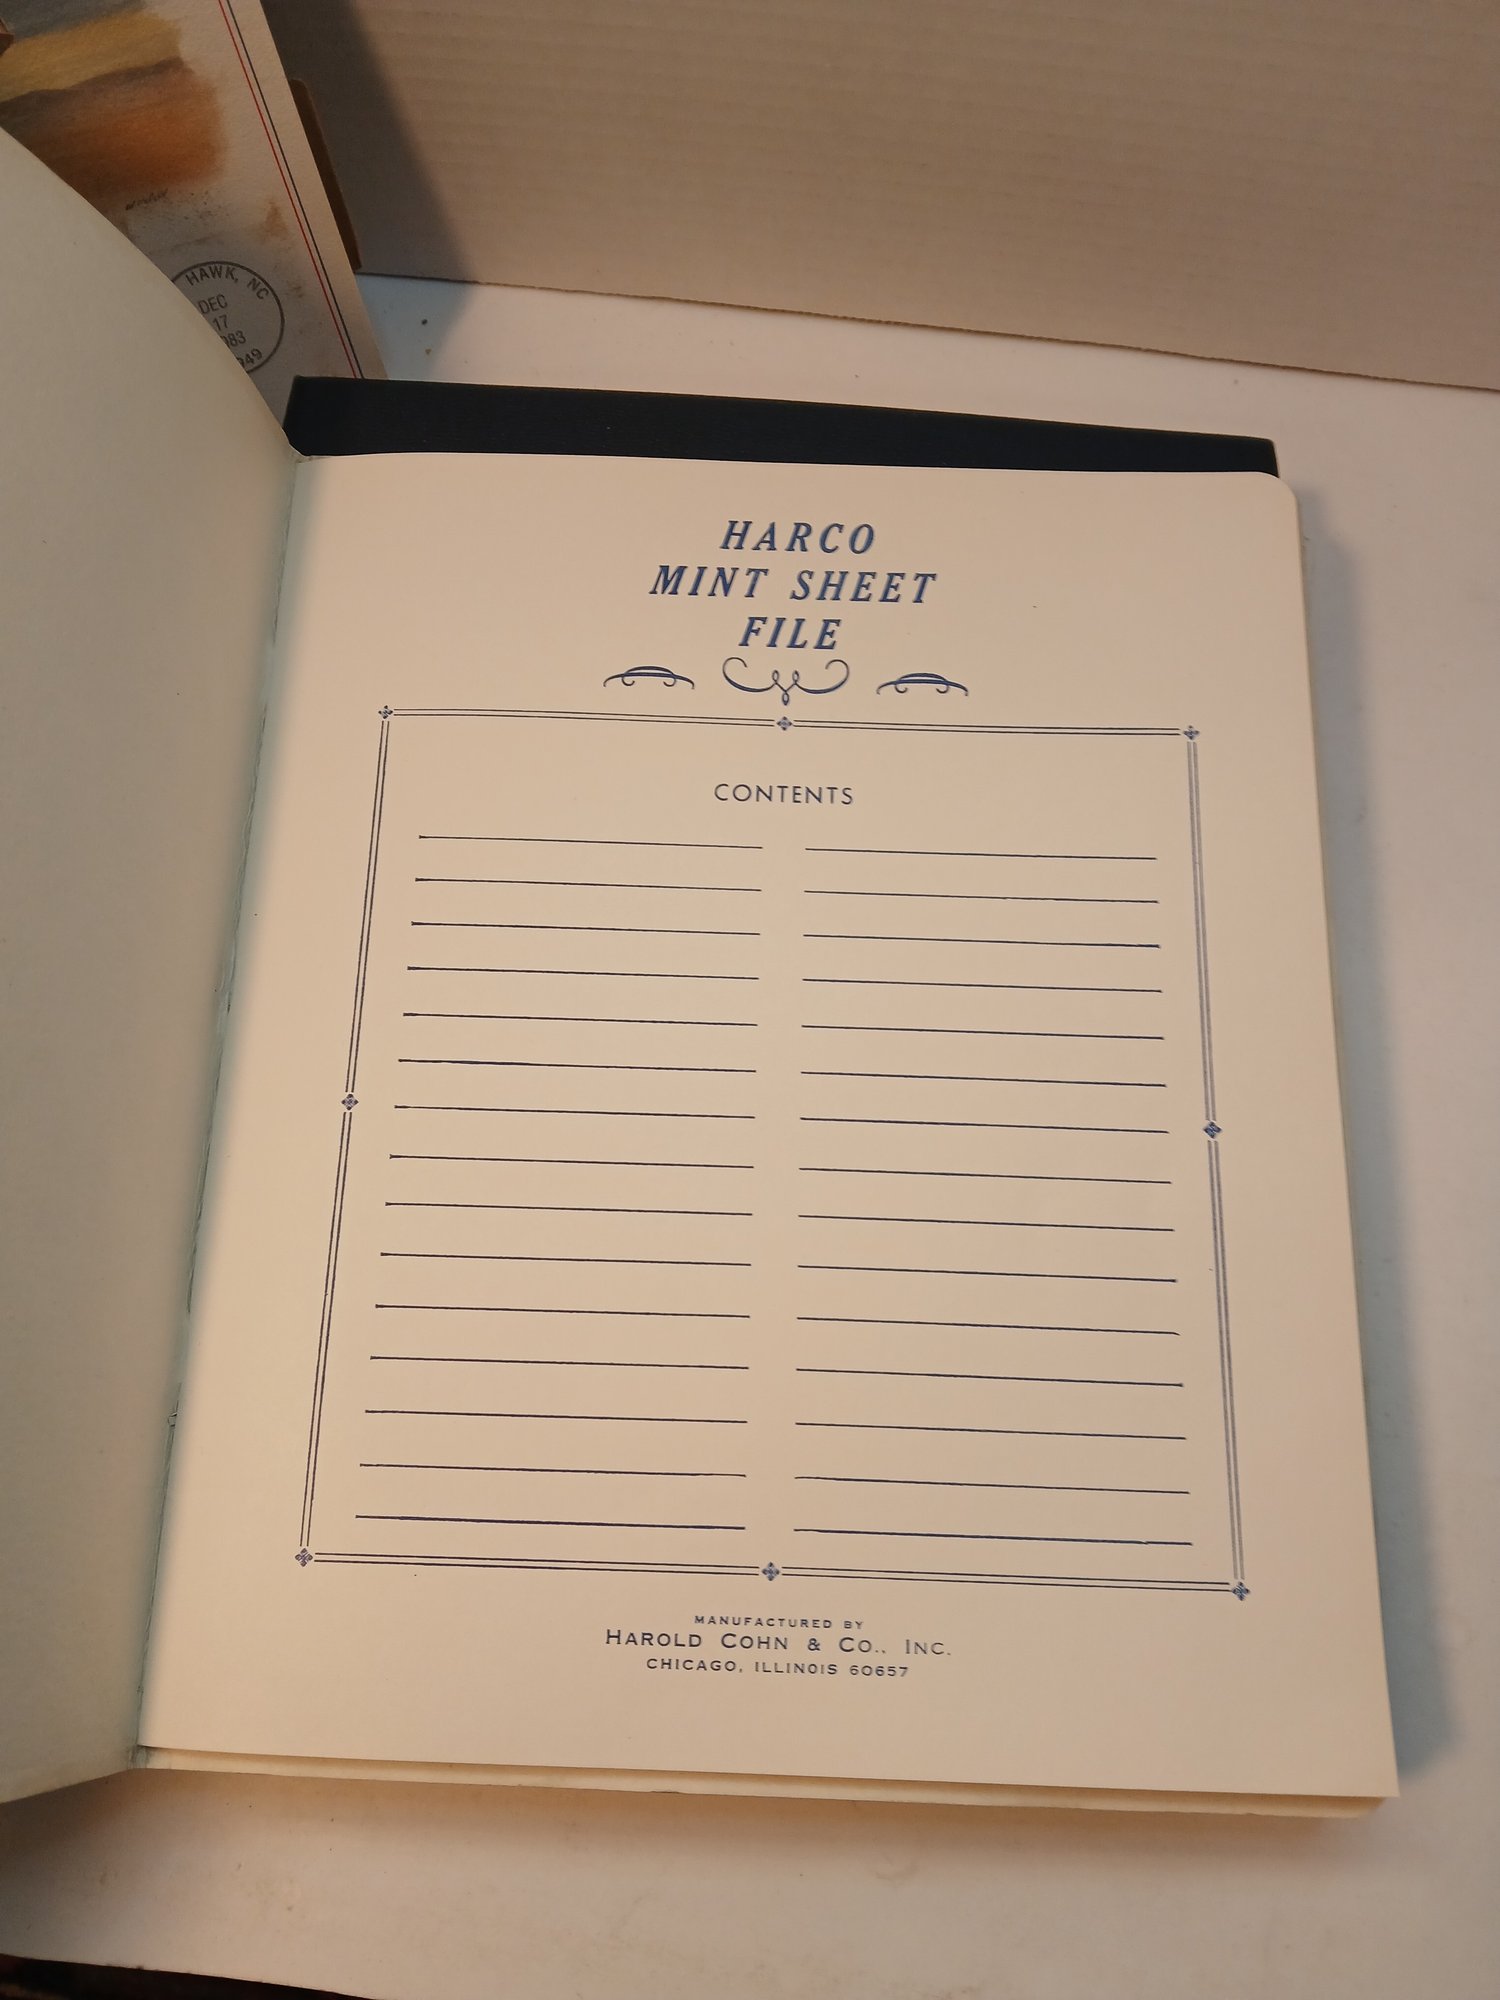 HAWK, NC
DEC
17
HARCO
MINT SHEET
FILE
CONTENTS
MANUFACTURED BY
HAROLD COHN & CO., INC.
CHICAGO, ILLINOIS 60657